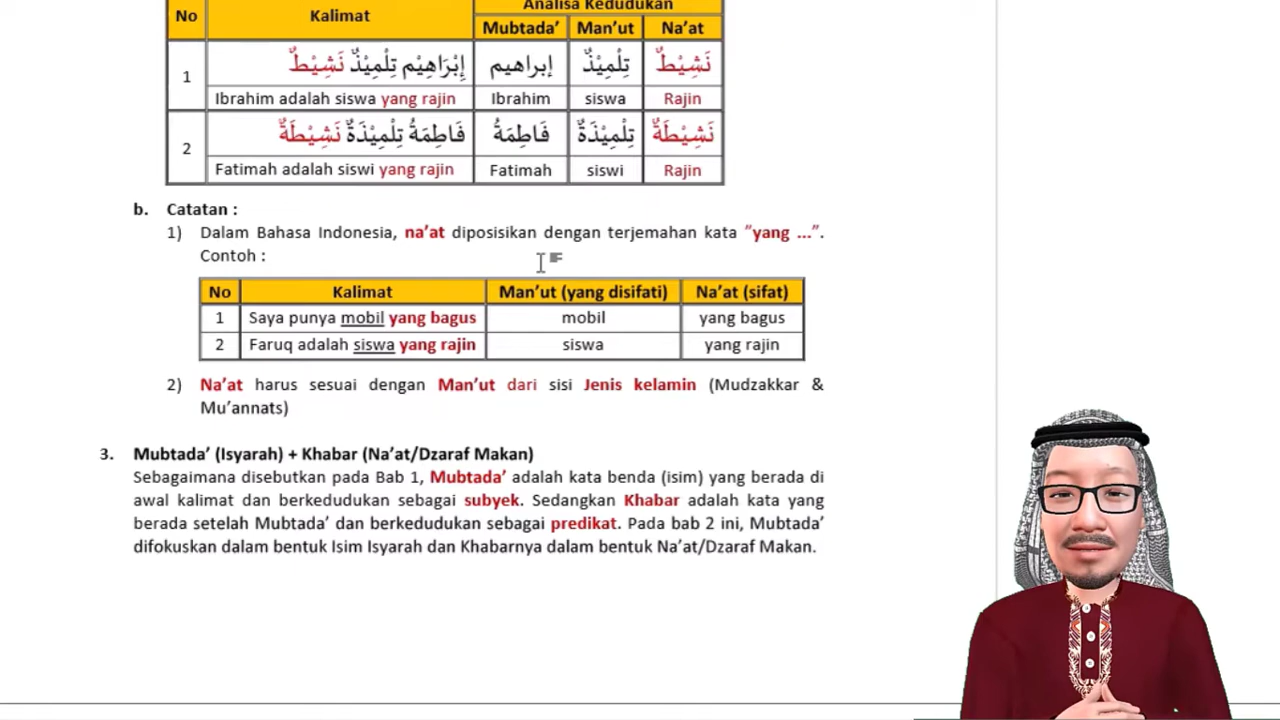 Analisa Kedudukan
No Kalimat Mubtada’ Man’ut Na’at
1 إِبْرَاهِيْم تِلْمِيْذٌ نَشِيْطٌ إبراهيم تِلْمِيْذٌ نَشِيْطٌ
Ibrahim adalah siswa yang rajin Ibrahim siswa Rajin
2 فَاطِمَةُ تِلْمِيْذَةٌ نَشِيْطَةٌ فَاطِمَةُ تِلْمِيْذَةٌ نَشِيْطَةٌ
Fatimah adalah siswi yang rajin Fatimah siswi Rajin
b. Catatan :
1) Dalam Bahasa Indonesia, na’at diposisikan dengan terjemahan kata ”yang ...”.
Contoh :
No Kalimat Man’ut (yang disifati) Na’at (sifat)
1 Saya punya mobil yang bagus mobil yang bagus
2 Faruq adalah siswa yang rajin siswa yang rajin
2) Na’at harus sesuai dengan Man’ut dari sisi Jenis kelamin (Mudzakkar &
Mu’annats)
3. Mubtada’ (Isyarah) + Khabar (Na’at/Dzaraf Makan)
Sebagaimana disebutkan pada Bab 1, Mubtada’ adalah kata benda (isim) yang berada di
awal kalimat dan berkedudukan sebagai subyek. Sedangkan Khabar adalah kata yang
berada setelah Mubtada’ dan berkedudukan sebagai predikat. Pada bab 2 ini, Mubtada’
difokuskan dalam bentuk Isim Isyarah dan Khabarnya dalam bentuk Na’at/Dzaraf Makan.